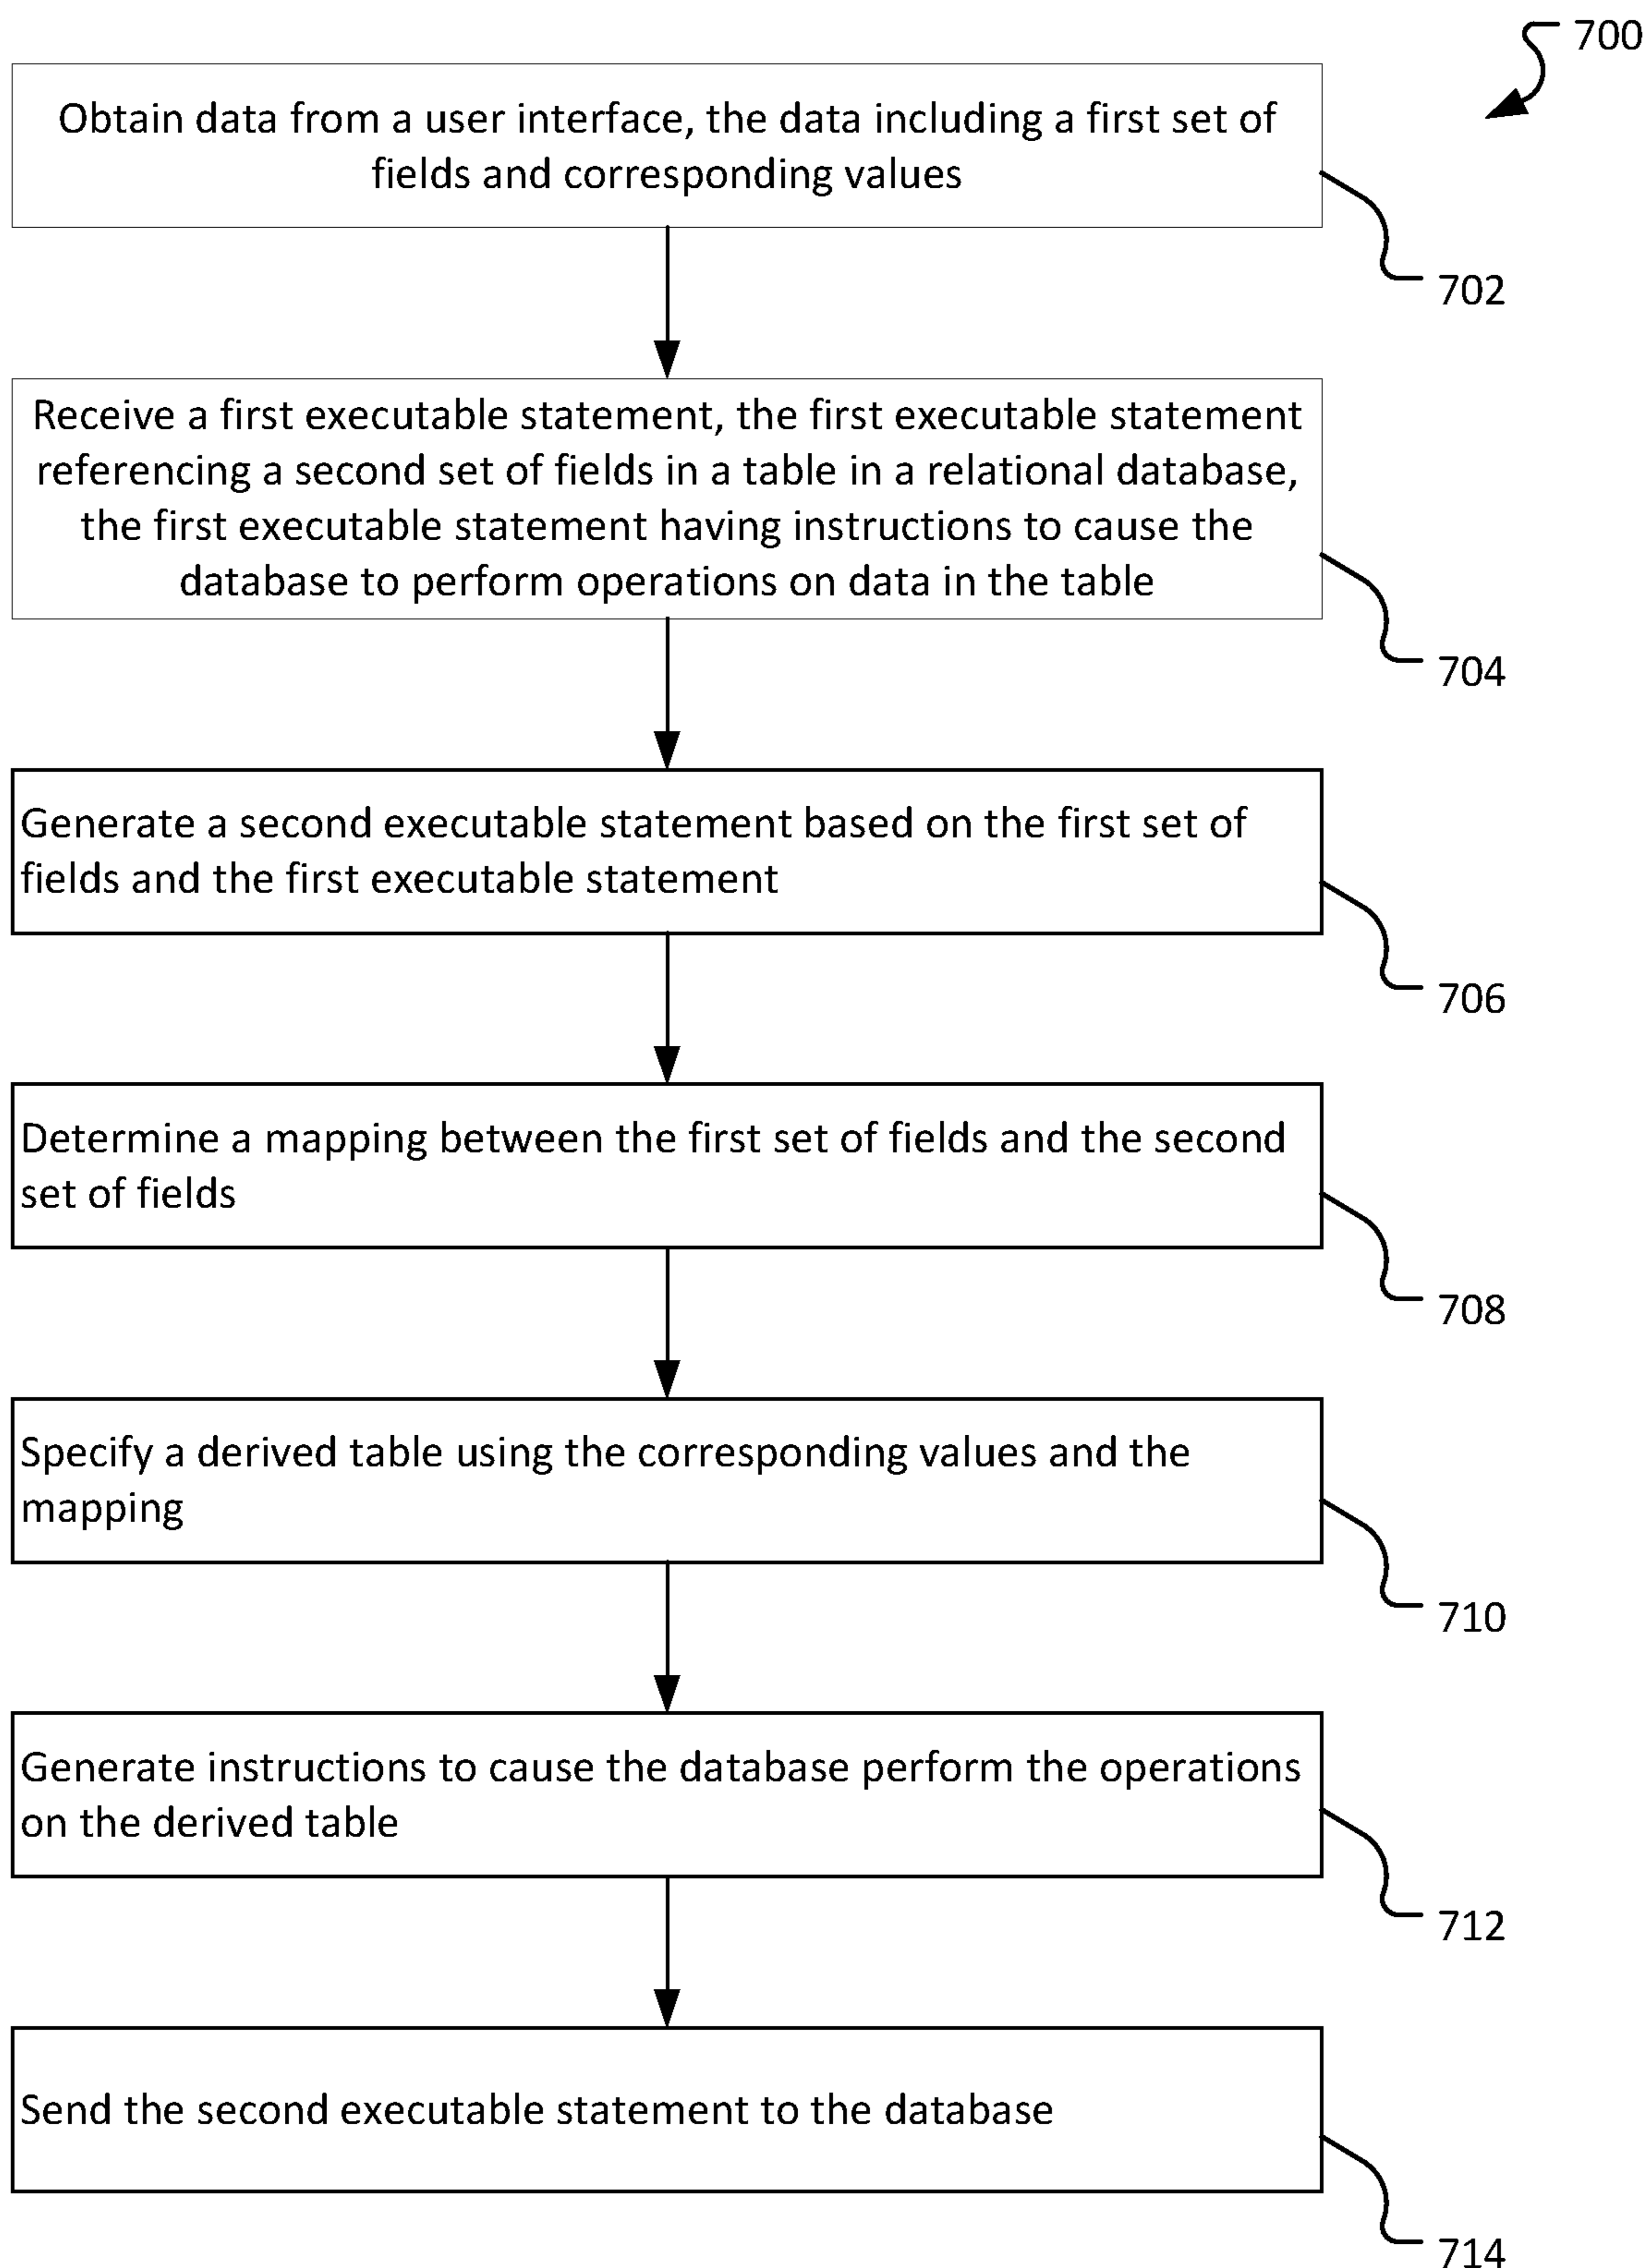 700
Obtain data from a user interface, the data including a first set of
fields and corresponding values
702
Receive a first executable statement, the first executable statement
referencing a second set of fields in a table in a relational database,
the first executable statement having instructions to cause the
database to perform operations on data in the table
704
Generate a second executable statement based on the first set of
fields and the first executable statement
706
Determine a mapping between the first set of fields and the second
set of fields
708
Specify a derived table using the corresponding values and the
mapping
710
Generate instructions to cause the database perform the operations
on the derived table
712
Send the second executable statement to the database
714